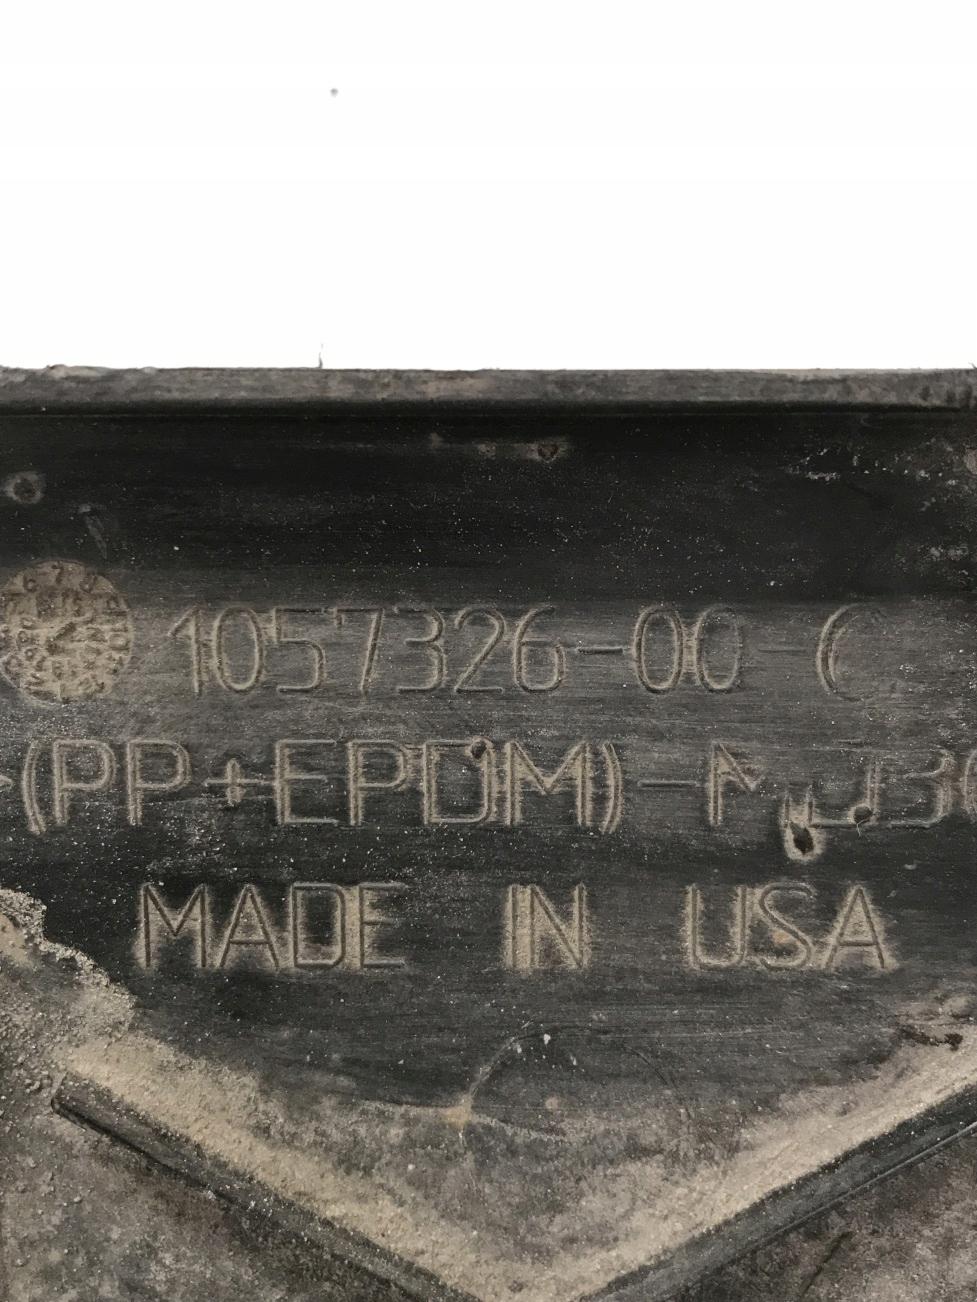 1057326-00-C
(PP+EPDM)-M
MADE IN USA